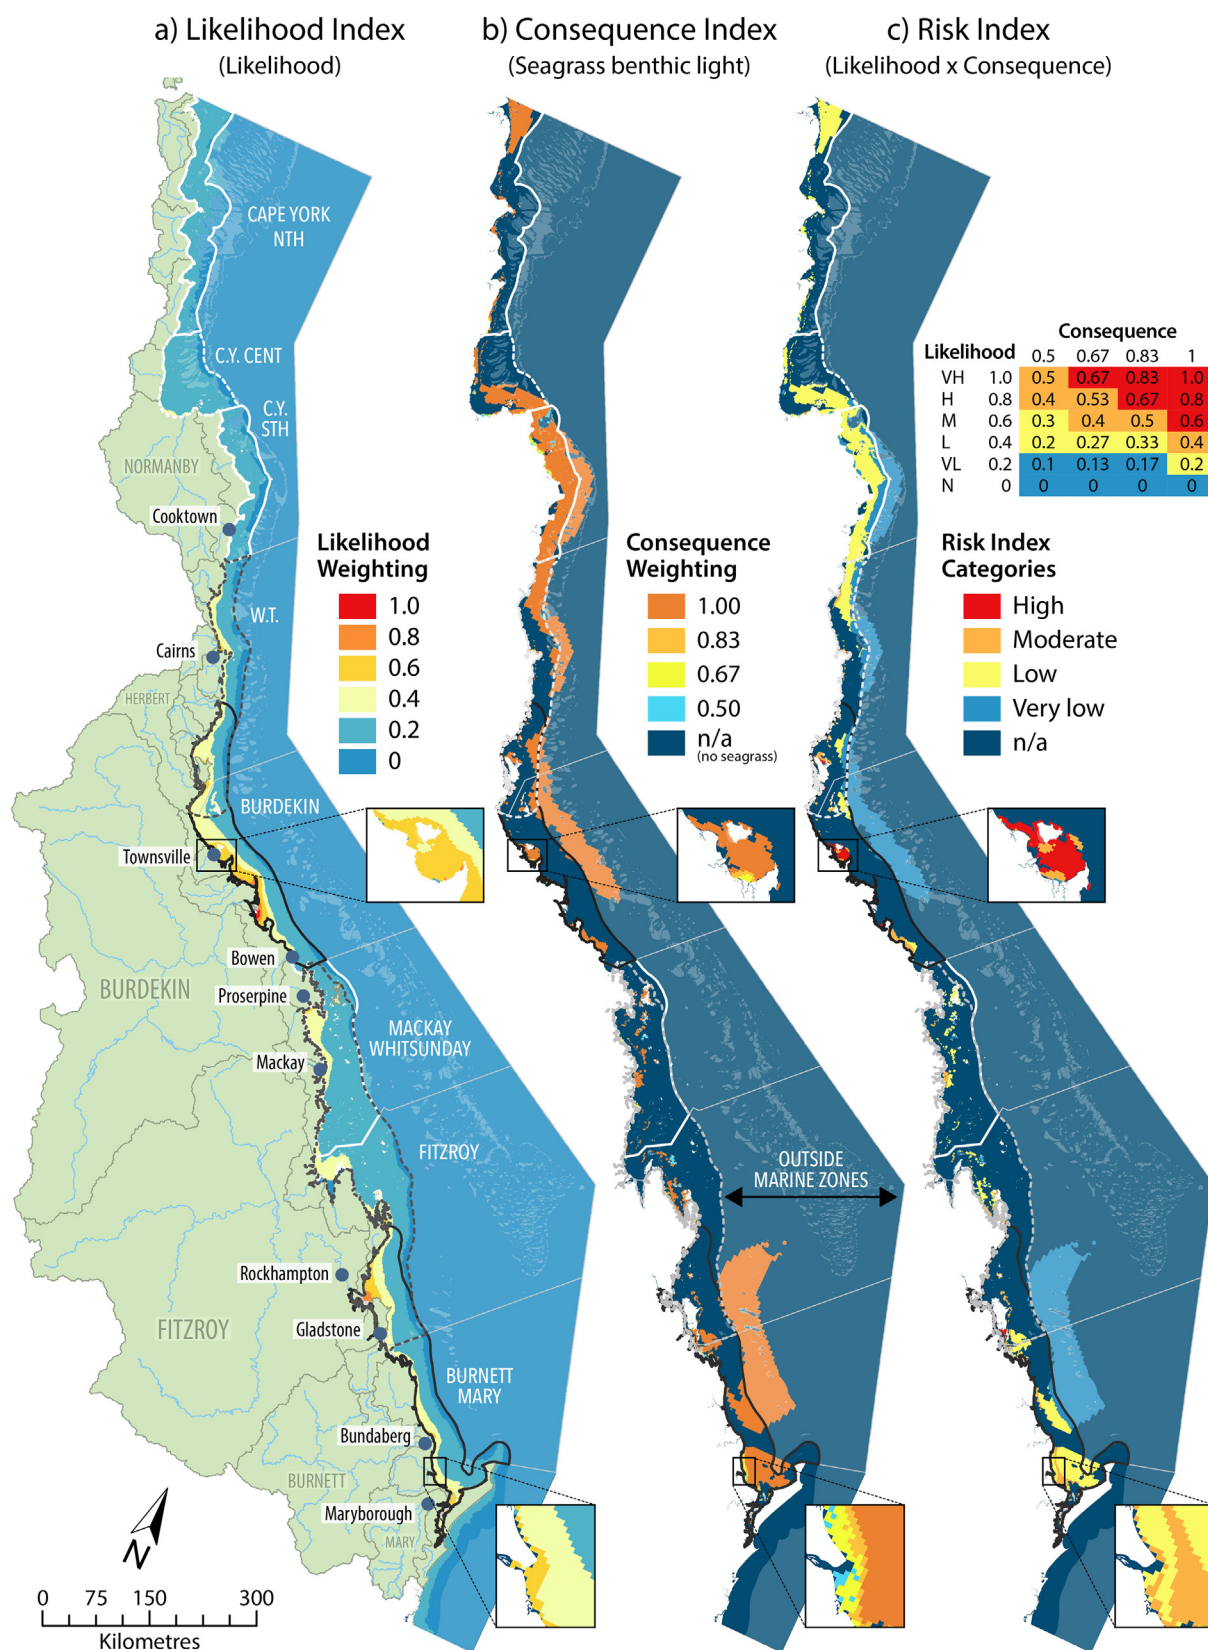 a) Likelihood Index
(Likelihood)
b) Consequence Index
(Seagrass benthic light)
c) Risk Index
(Likelihood x Consequence)
CAPE YORK
NTH
C.Y. CENT
C.Y.
STH
NORMANBY
Cooktown
W.T.
Cairns
HERBERT
BURDEKIN
Townsville
Bowen
BURDEKIN
Proserpine
MACKAY
WHITSUNDAY
Mackay
FITZROY
Rockhampton
FITZROY
Gladstone
BURNETT
MARY
Bundaberg
BURNETT
Maryborough
MARY
N
0 75 150 300
Kilometres
Likelihood
Weighting
1.0
0.8
0.6
0.4
0.2
0
Consequence
Weighting
1.00
0.83
0.67
0.50
n/a
(no seagrass)
OUTSIDE
MARINE ZONES
Consequence
Likelihood 0.5 0.67 0.83 1
VH 1.0 0.5 0.67 0.83 1.0
H 0.8 0.4 0.53 0.67 0.8
M 0.6 0.3 0.4 0.5 0.6
L 0.4 0.2 0.27 0.33 0.4
VL 0.2 0.1 0.13 0.17 0.2
N 0 0 0 0 0
Risk Index
Categories
High
Moderate
Low
Very low
n/a